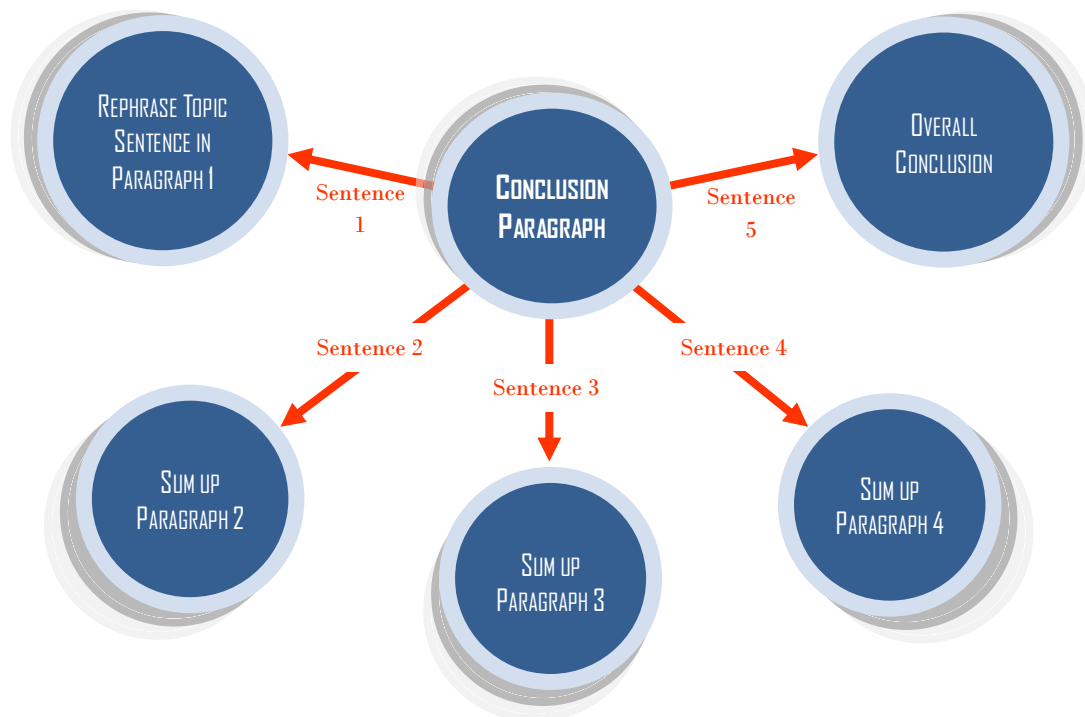 Rephrase Topic
Sentence in
Paragraph 1
Sentence
1
Conclusion
Paragraph
Sentence
5
Overall
Conclusion
Sentence 2
Sentence 3
Sentence 4
Sum up
Paragraph 2
Sum up
Paragraph 3
Sum up
Paragraph 4